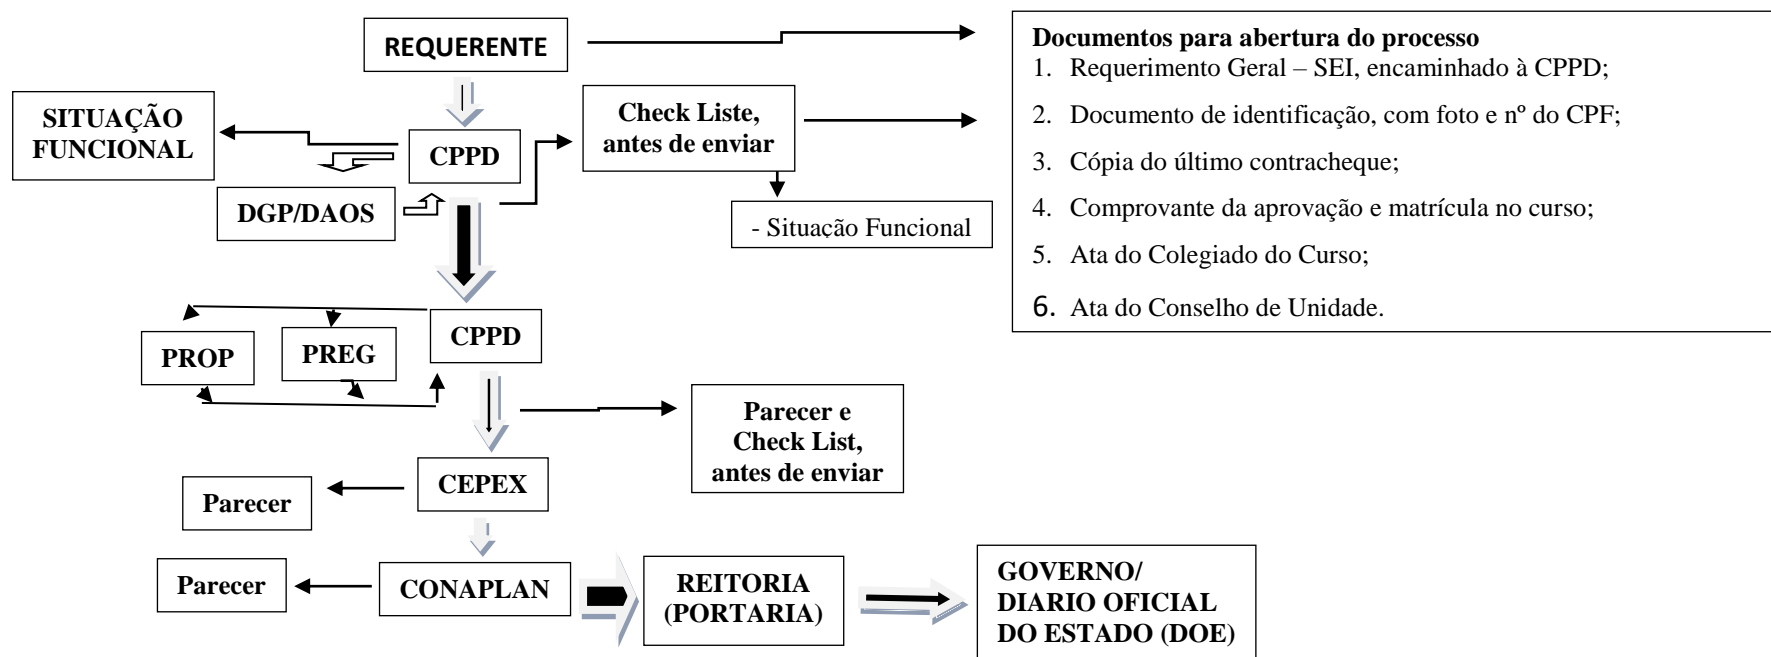 REQUERENTE
Documentos para abertura do processo
1. Requerimento Geral – SEI, encaminhado à CPPD;
2. Documento de identificação, com foto e nº do CPF;
3. Cópia do último contracheque;
4. Comprovante da aprovação e matrícula no curso;
5. Ata do Colegiado do Curso;
6. Ata do Conselho de Unidade.
SITUAÇÃO
FUNCIONAL
CPPD
Check Liste,
antes de enviar
DGP/DAOS
- Situação Funcional
CPPD
PROP
PREG
Parecer e
Check List,
antes de enviar
CEPEX
Parecer
CONAPLAN
Parecer
REITORIA
(PORTARIA)
GOVERNO/
DIARIO OFICIAL
DO ESTADO (DOE)